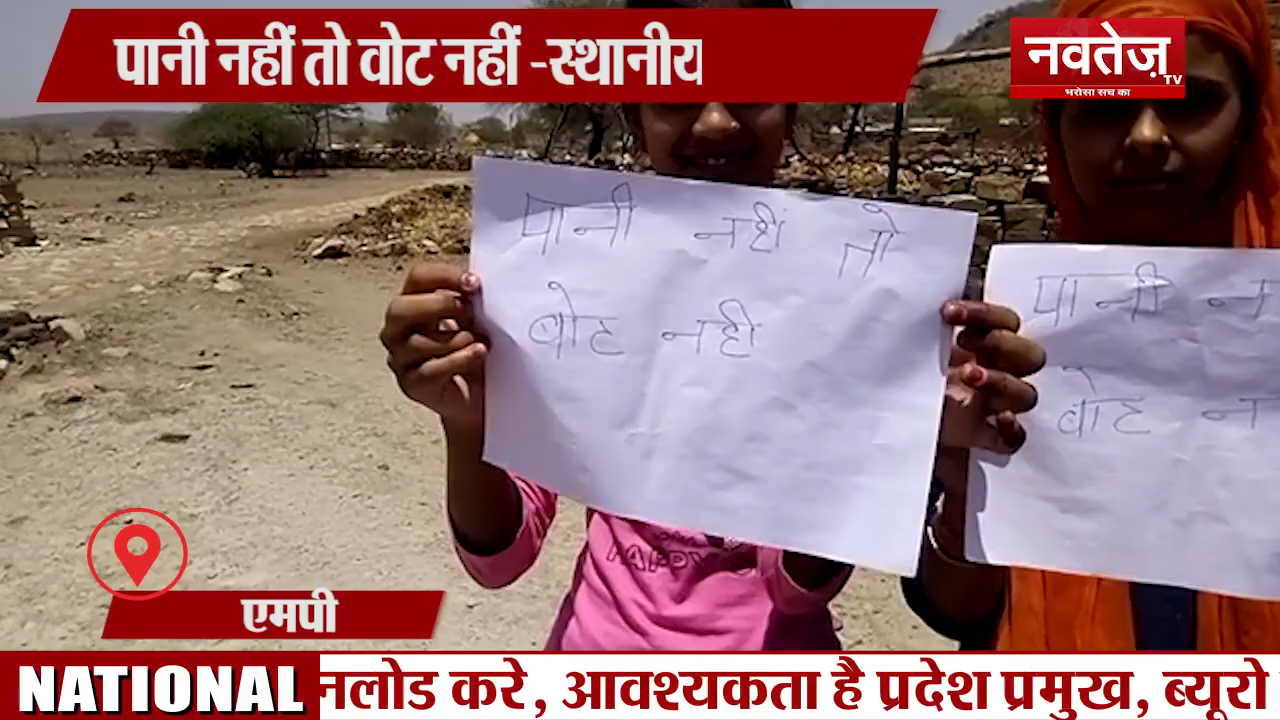 पानी नहीं तो वोट नहीं -स्थानीय
नवतेज़
TV
भरोसा सच का
पानी नहीं तो
बोट नही
पानी न
बोट न
एमपी
NATIONAL
नलोड करे, आवश्यकता है प्रदेश प्रमुख, ब्यूरो